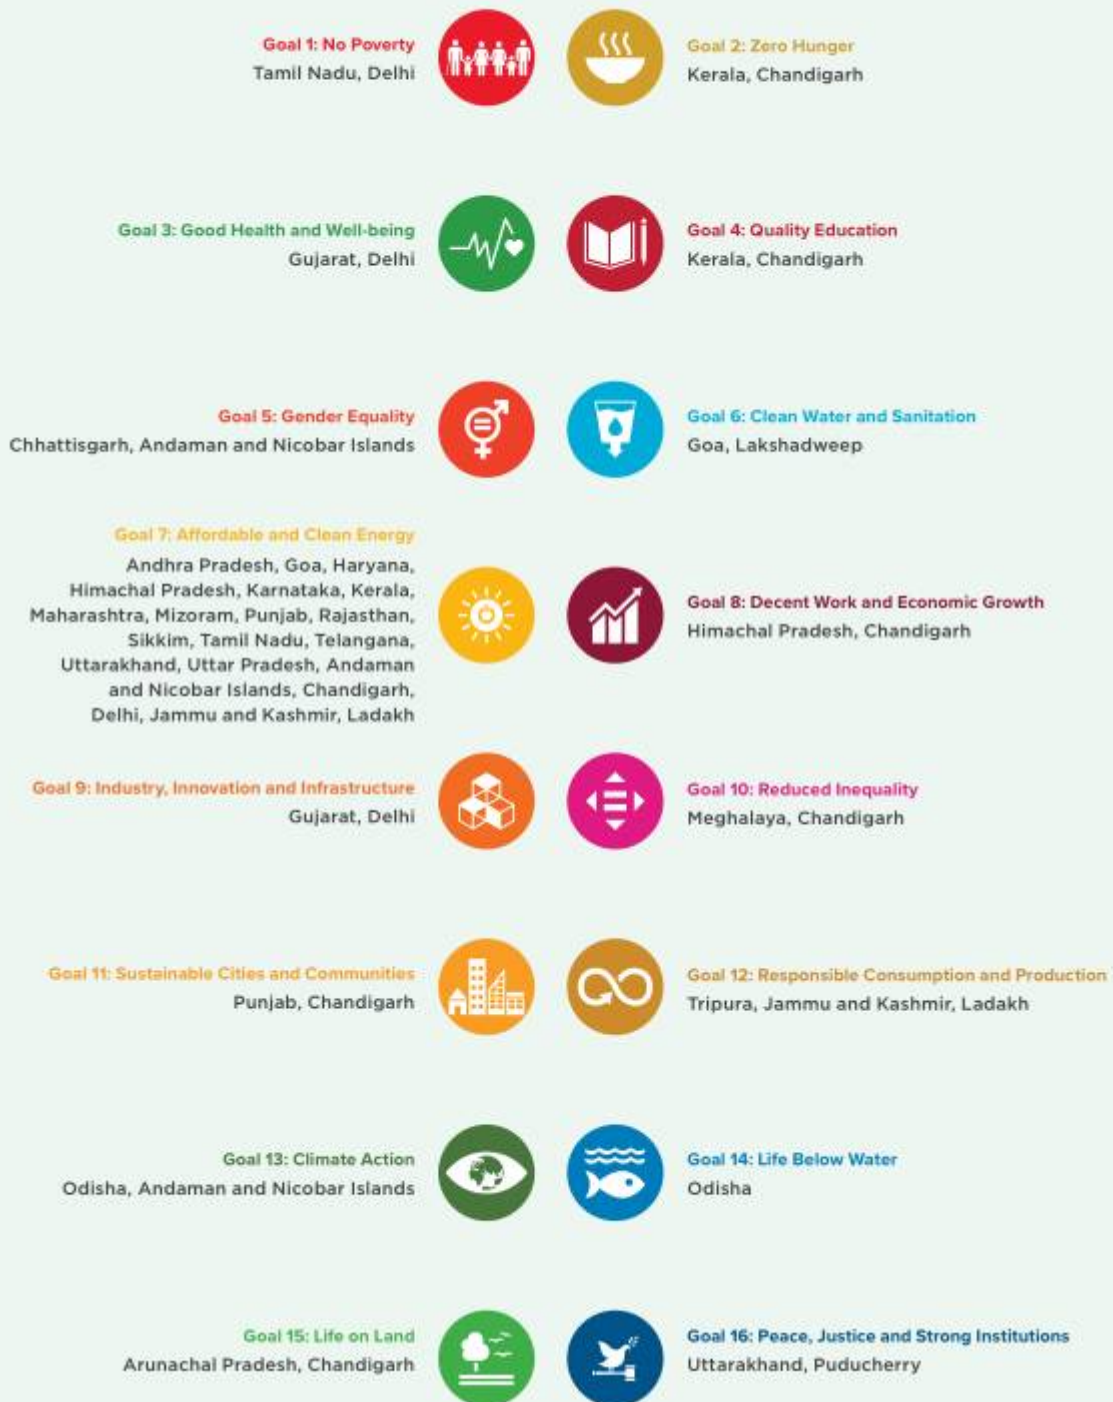 Goal 1: No Poverty
Tamil Nadu, Delhi
Goal 2: Zero Hunger
Kerala, Chandigarh
Goal 3: Good Health and Well-being
Gujarat, Delhi
Goal 4: Quality Education
Kerala, Chandigarh
Goal 5: Gender Equality
Chhattisgarh, Andaman and Nicobar Islands
Goal 6: Clean Water and Sanitation
Goa, Lakshadweep
Goal 7: Affordable and Clean Energy
Andhra Pradesh, Goa, Haryana,
Himachal Pradesh, Karnataka, Kerala,
Maharashtra, Mizoram, Punjab, Rajasthan,
Sikkim, Tamil Nadu, Telangana,
Uttarakhand, Uttar Pradesh, Andaman
and Nicobar Islands, Chandigarh,
Delhi, Jammu and Kashmir, Ladakh
Goal 8: Decent Work and Economic Growth
Himachal Pradesh, Chandigarh
Goal 9: Industry, Innovation and Infrastructure
Gujarat, Delhi
Goal 10: Reduced Inequality
Meghalaya, Chandigarh
Goal 11: Sustainable Cities and Communities
Punjab, Chandigarh
Goal 12: Responsible Consumption and Production
Tripura, Jammu and Kashmir, Ladakh
Goal 13: Climate Action
Odisha, Andaman and Nicobar Islands
Goal 14: Life Below Water
Odisha
Goal 15: Life on Land
Arunachal Pradesh, Chandigarh
Goal 16: Peace, Justice and Strong Institutions
Uttarakhand, Puducherry